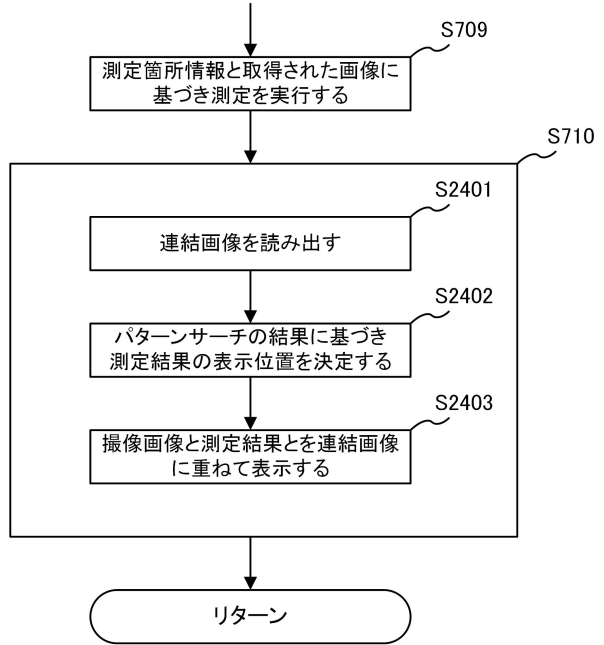 S709
測定箇所情報と取得された画像に
基づき測定を実行する
S710
S2401
連結画像を読み出す
S2402
パターンサーチの結果に基づき
測定結果の表示位置を決定する
S2403
撮像画像と測定結果とを連結画像
に重ねて表示する
リターン